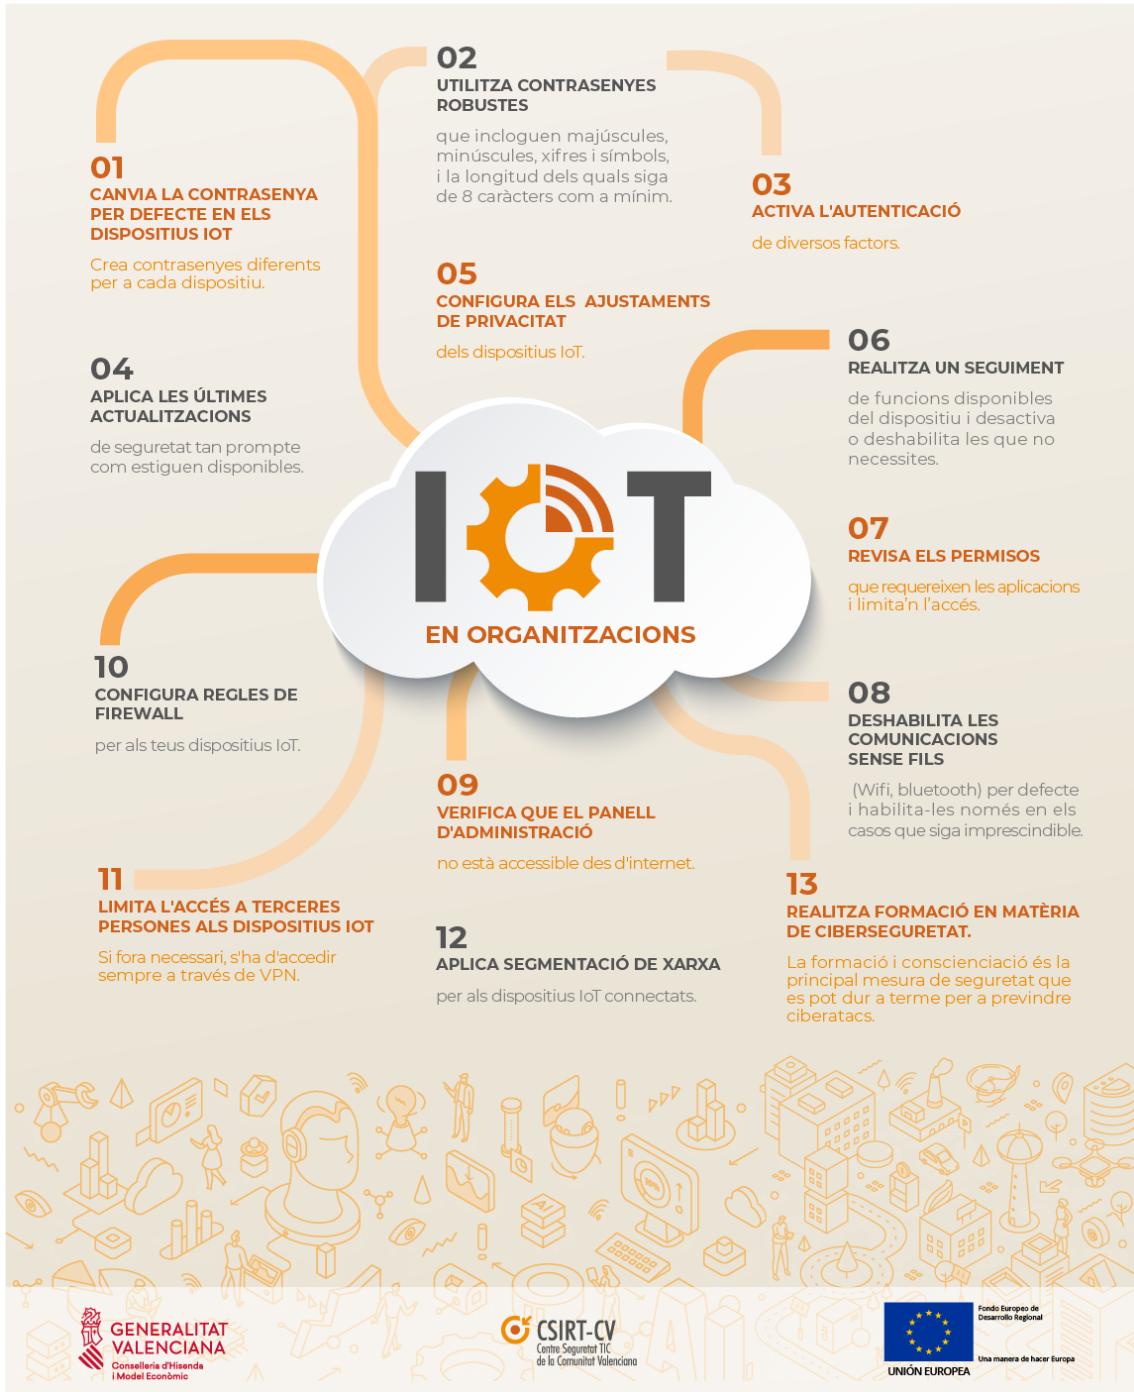 01
CANVIA LA CONTRASENYA
PER DEFECTE EN ELS
DISPOSITIUS IOT
Crea contrasenyes diferents
per a cada dispositiu.
02
UTILITZA CONTRASENYES
ROBUSTES
que incloguen majúscules,
minúscules, xifres i símbols,
i la longitud dels quals siga
de 8 caràcters com a mínim.
03
ACTIVA L'AUTENTICACIÓ
de diversos factors.
04
APLICA LES ÚLTIMES
ACTUALITZACIONS
de seguretat tan prompte
com estiguen disponibles.
05
CONFIGURA ELS AJUSTAMENTS
DE PRIVACITAT
dels dispositius IoT.
06
REALITZA UN SEGUIMENT
de funcions disponibles
del dispositiu i desactiva
o deshabilita les que no
necessites.
IOT
EN ORGANITZACIONS
07
REVISA ELS PERMISOS
que requereixen les aplicacions
i limita'n l'accés.
08
DESHABILITA LES
COMUNICACIONS
SENSE FILS
(Wifi, bluetooth) per defecte
i habilita-les només en els
casos que siga imprescindible.
09
VERIFICA QUE EL PANELL
D'ADMINISTRACIÓ
no està accessible des d'internet.
10
CONFIGURA REGLES DE
FIREWALL
per als teus dispositius IoT.
11
LIMITA L'ACCÉS A TERCERES
PERSONES ALS DISPOSITIUS IOT
Si fora necessari, s'ha d'accedir
sempre a través de VPN.
12
APLICA SEGMENTACIÓ DE XARXA
per als dispositius IoT connectats.
13
REALITZA FORMACIÓ EN MATÈRIA
DE CIBERSEGURETAT.
La formació i conscienciació és la
principal mesura de seguretat que
es pot dur a terme per a previndre
ciberatacs.
AI
GENERALITAT
VALENCIANA
Conselleria d'Hisenda
i Model Econòmic
CSIRT-CV
Centre Seguretat TIC
de la Comunitat Valenciana
Fondo Europeo de
Desarrollo Regional
Una manera de hacer Europa
UNIÓN EUROPEA